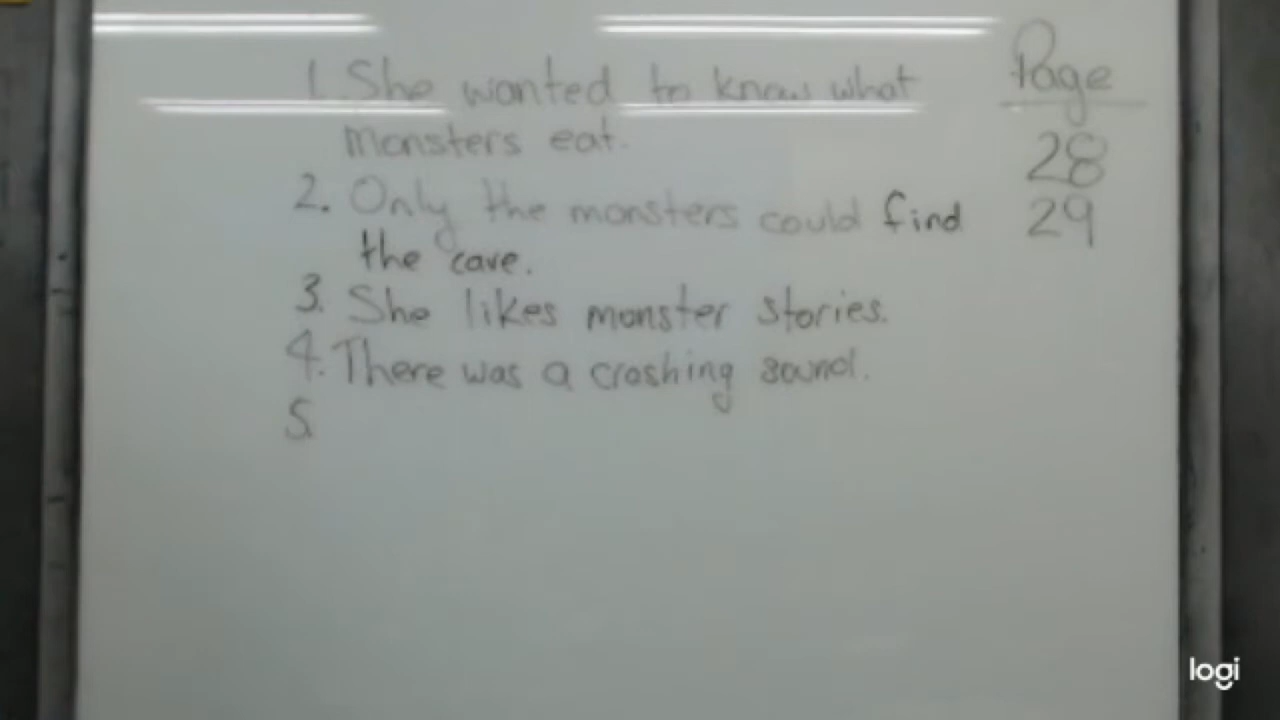 Page
1. She wanted to know what
monsters eat.
28
2. Only the monsters could find
29
the cave.
3. She likes monster stories.
4. There was a crashing sound.
5.
logi